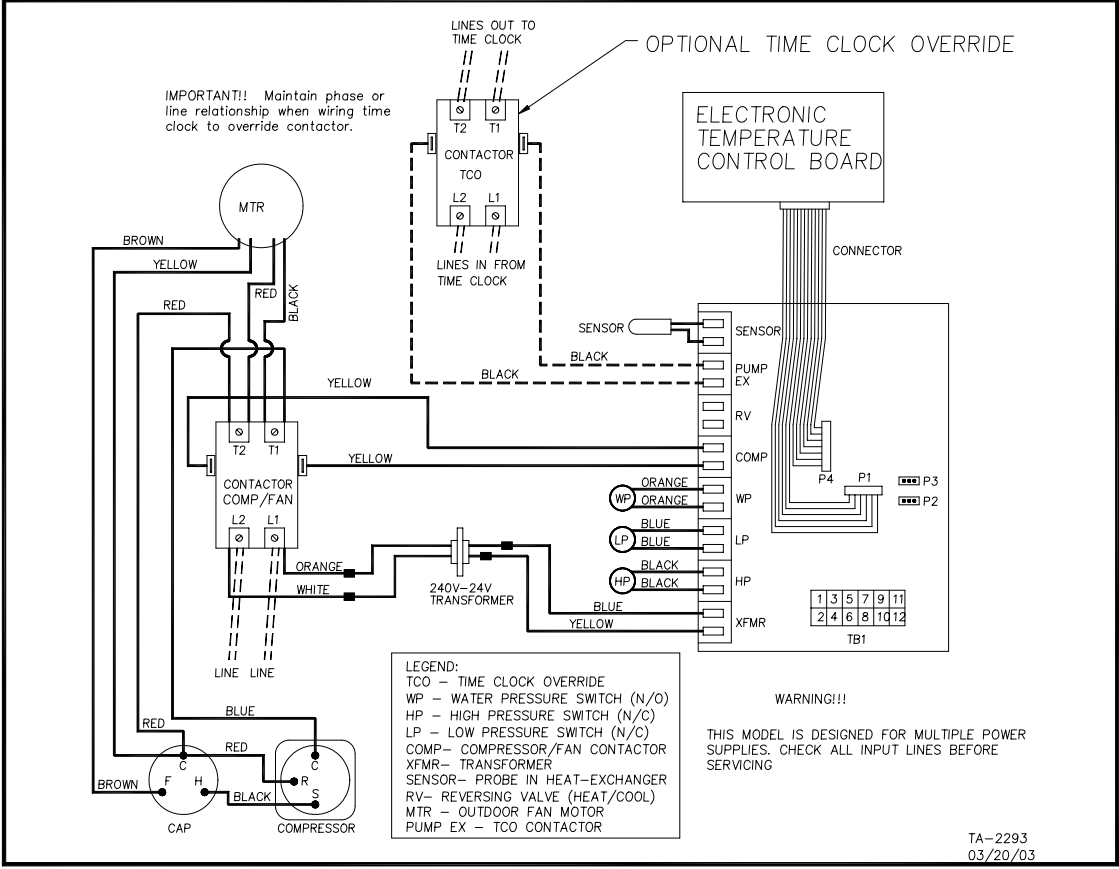 LINES OUT TO
TIME CLOCK
OPTIONAL TIME CLOCK OVERRIDE
IMPORTANT!! Maintain phase or
line relationship when wiring time
clock to override contactor.
T2 T1
CONTACTOR
TCO
L2 L1
LINES IN FROM
TIME CLOCK
ELECTRONIC
TEMPERATURE
CONTROL BOARD
CONNECTOR
MTR
BROWN
YELLOW
RED
BLACK
RED
SENSOR
SENSOR
BLACK
PUMP
EX
BLACK
YELLOW
RV
YELLOW
COMP
T2 T1
CONTACTOR
COMP/FAN
L2 L1
P4
P1
P3
P2
ORANGE
WP
ORANGE
WP
BLUE
LP
BLUE
LP
BLACK
HP
BLACK
HP
ORANGE
WHITE
240V-24V
TRANSFORMER
BLUE
YELLOW
XFMR
1 3 5 7 9 11
2 4 6 8 10 12
TB1
LINE LINE
LEGEND:
TCO - TIME CLOCK OVERRIDE
WP - WATER PRESSURE SWITCH (N/O)
HP - HIGH PRESSURE SWITCH (N/C)
LP - LOW PRESSURE SWITCH (N/C)
COMP- COMPRESSOR/FAN CONTACTOR
XFMR- TRANSFORMER
SENSOR- PROBE IN HEAT-EXCHANGER
RV- REVERSING VALVE (HEAT/COOL)
MTR - OUTDOOR FAN MOTOR
PUMP EX - TCO CONTACTOR
WARNING!!!
THIS MODEL IS DESIGNED FOR MULTIPLE POWER
SUPPLIES. CHECK ALL INPUT LINES BEFORE
SERVICING
BLUE
RED
RED
BROWN
C
F H
BLACK
C
R
S
CAP
COMPRESSOR
TA-2293
03/20/03